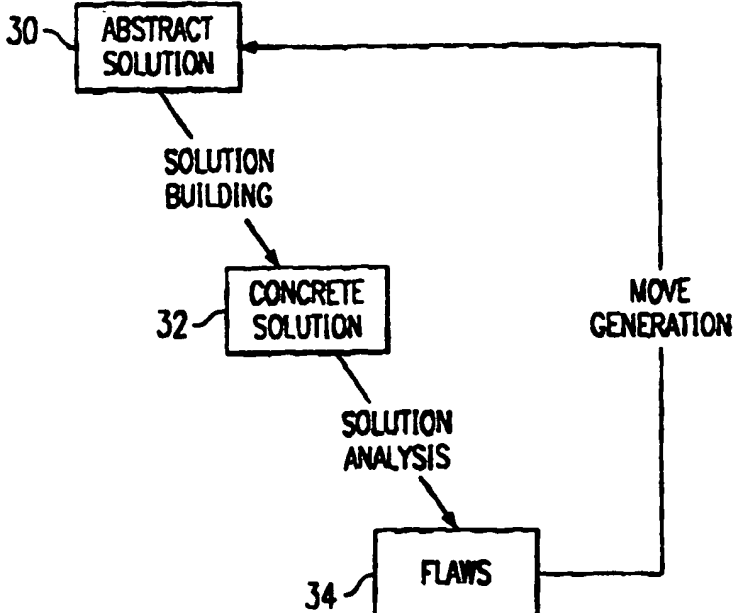 30
ABSTRACT
SOLUTION
SOLUTION
BUILDING
32
CONCRETE
SOLUTION
MOVE
GENERATION
SOLUTION
ANALYSIS
34
FLAWS